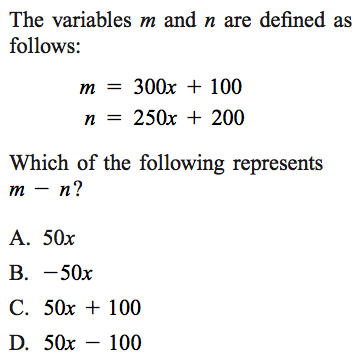 The variables m and n are defined as
follows:
m = 300x + 100
n = 250x + 200
Which of the following represents
m − n?
A. 50x
B. −50x
C. 50x + 100
D. 50x − 100